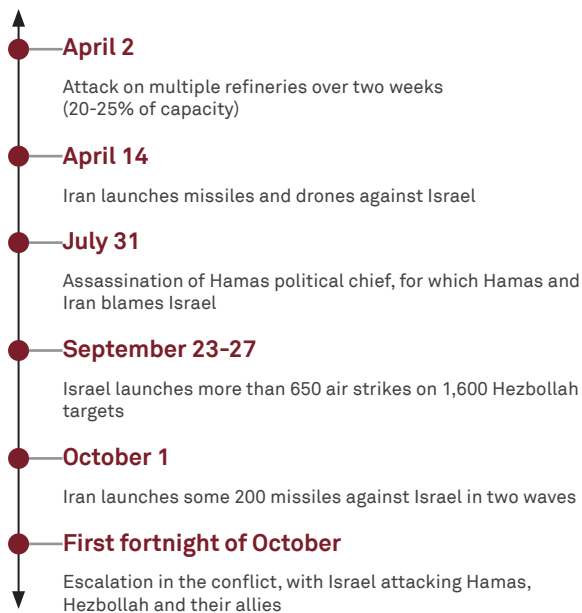 April 2
Attack on multiple refineries over two weeks
(20-25% of capacity)
April 14
Iran launches missiles and drones against Israel
July 31
Assassination of Hamas political chief, for which Hamas and
Iran blames Israel
September 23-27
Israel launches more than 650 air strikes on 1,600 Hezbollah
targets
October 1
Iran launches some 200 missiles against Israel in two waves
First fortnight of October
Escalation in the conflict, with Israel attacking Hamas,
Hezbollah and their allies